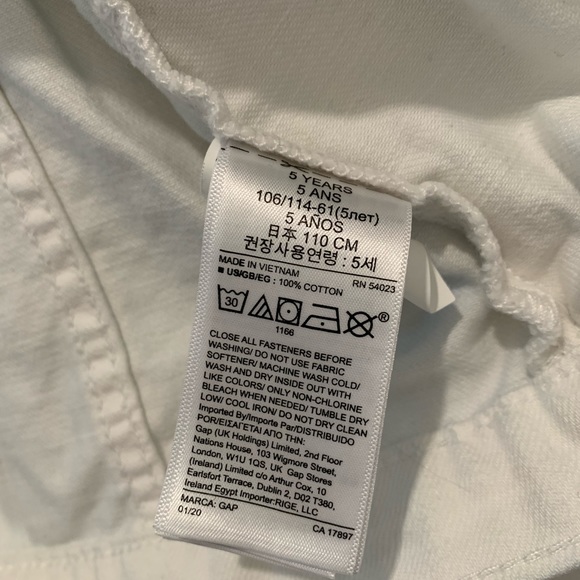 5 YEARS
5 ANS
106/114-61(5лет)
5 AÑOS
日本 110 CM
권장사용연령 : 5세
MADE IN VIETNAM RN 54023
■ US/GB/EG : 100% COTTON
30 ®
1166
CLOSE ALL FASTENERS BEFORE
WASHING/ DO NOT USE FABRIC
SOFTENER/ MACHINE WASH COLD/
WASH AND DRY INSIDE OUT WITH
LIKE COLORS/ ONLY NON-CHLORINE
BLEACH WHEN NEEDED/ TUMBLE DRY
LOW/ COOL IRON/ DO NOT DRY CLEAN
Imported By/Importe Par/DISTRIBUIDO
POR/ΕΙΣΑΓΕΤΑΙ ΑΠΟ ΤΗΝ:
Gap (UK Holdings) Limited, 2nd Floor
Nations House, 103 Wigmore Street,
London, W1U 1QS, UK Gap Stores
(Ireland) Limited c/o Arthur Cox, 10
Earlsfort Terrace, Dublin 2, D02 T380,
Ireland Egypt Importer:RIGE, LLC
MARCA: GAP
01/20 CA 17897